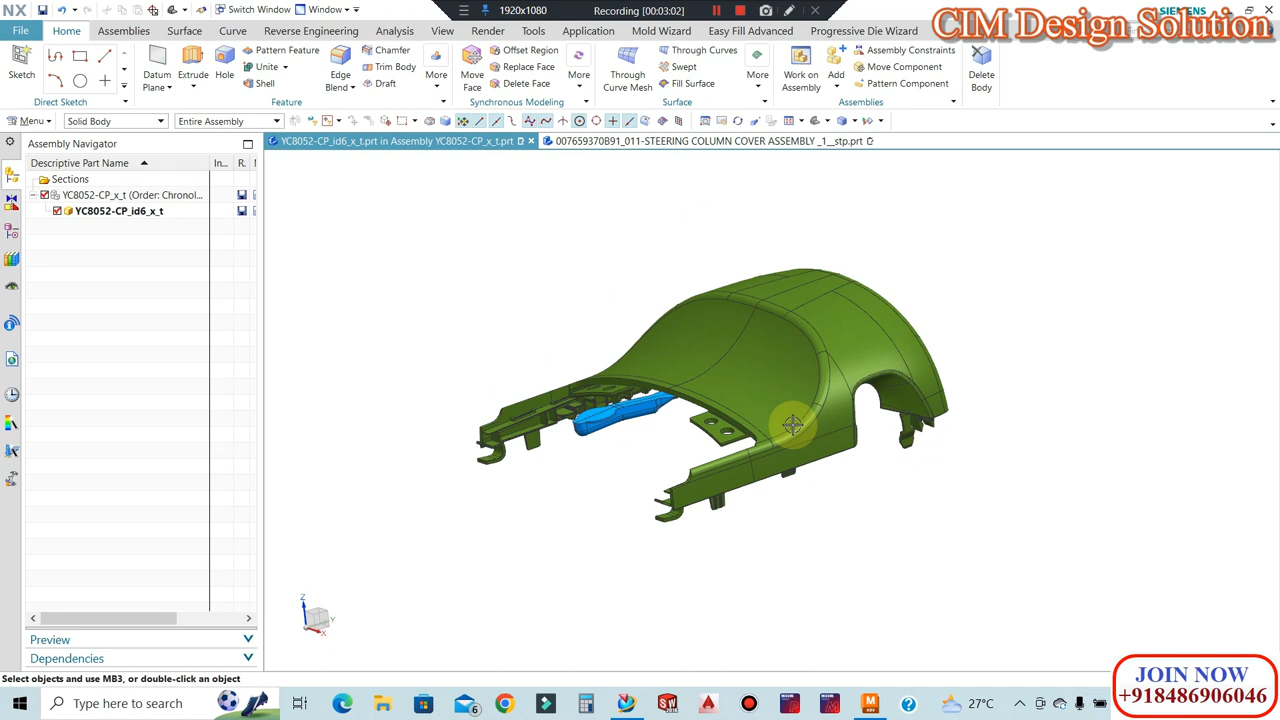 NX
Switch Window
Window
1920x1080
Recording [00:03:02]
SIEMENS
CIM Design Solution
File
Home
Assemblies
Surface
Curve
Reverse Engineering
Analysis
View
Render
Tools
Application
Mold Wizard
Easy Fill Advanced
Progressive Die Wizard
Sketch
Datum Plane
Extrude
Hole
Pattern Feature
Unite
Shell
Edge Blend
Chamfer
Trim Body
Draft
More
Move Face
Offset Region
Replace Face
Delete Face
More
Through Curve Mesh
Through Curves
Swept
Fill Surface
More
Work on Assembly
Add
Assembly Constraints
Move Component
Pattern Component
Delete Body
Direct Sketch
Feature
Synchronous Modeling
Surface
Assemblies
Menu
Solid Body
Entire Assembly
Assembly Navigator
YC8052-CP_id6_x_t.prt in Assembly YC8052-CP_x_t.prt
007659370B91_011-STEERING COLUMN COVER ASSEMBLY _1__stp.prt
Descriptive Part Name
In...
R.
Sections
YC8052-CP_x_t (Order: Chronol...
YC8052-CP_id6_x_t
Z
Y
X
Preview
Dependencies
Select objects and use MB3, or double-click an object
JOIN NOW
+918486906046
Type here to search
6
27°C